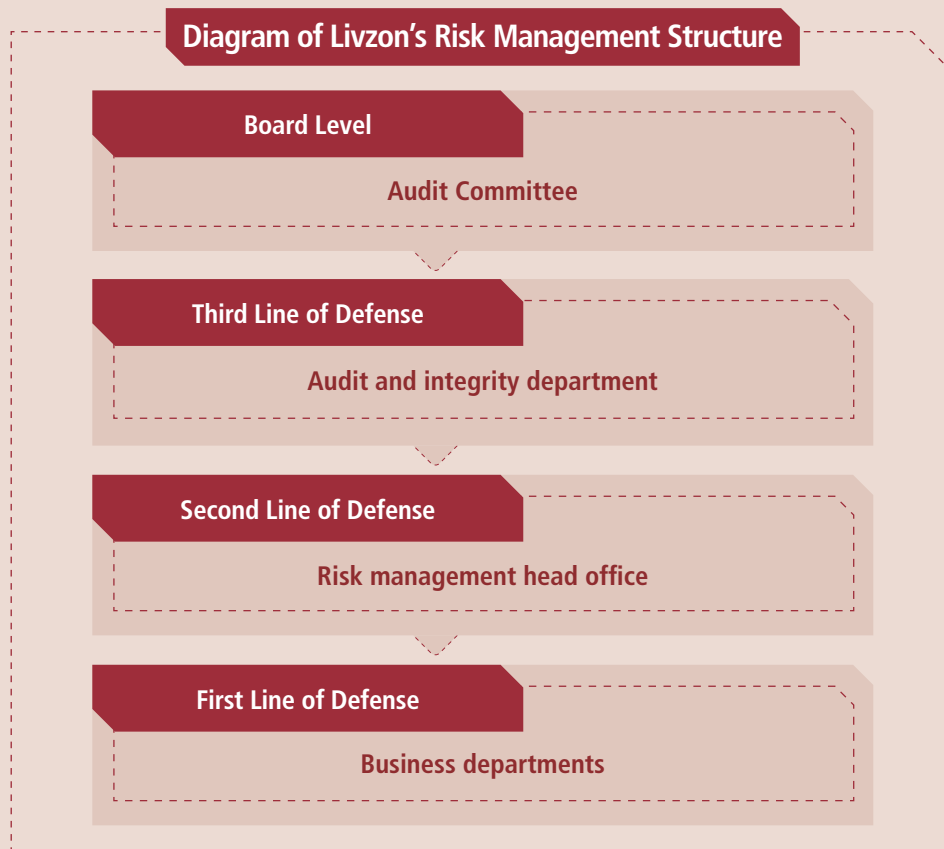 Diagram of Livzon’s Risk Management Structure
Board Level
Audit Committee
Third Line of Defense
Audit and integrity department
Second Line of Defense
Risk management head office
First Line of Defense
Business departments